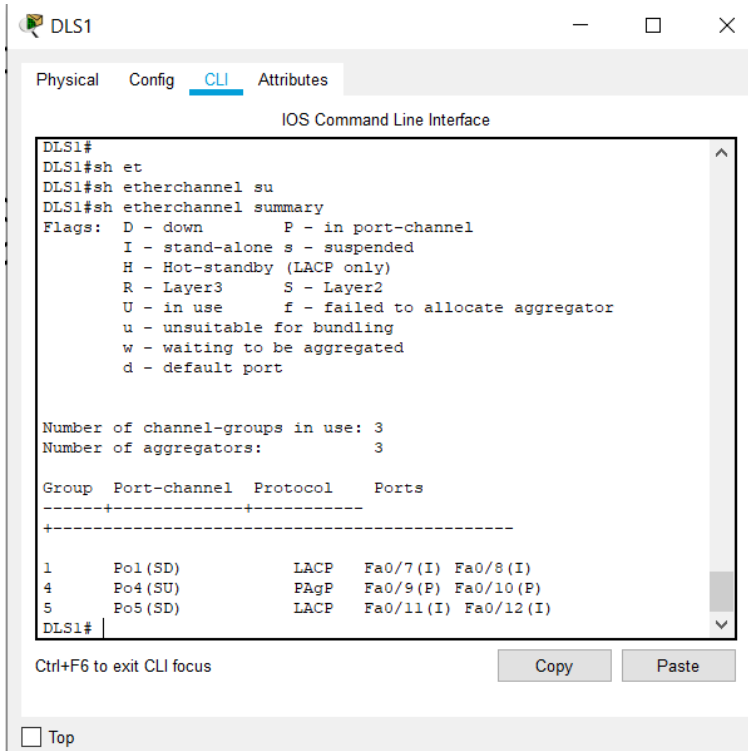 DLS1
Physical Config CLI Attributes
IOS Command Line Interface
DLS1#
DLS1#sh et
DLS1#sh etherchannel su
DLS1#sh etherchannel summary
Flags:  D - down        P - in port-channel
        I - stand-alone s - suspended
        H - Hot-standby (LACP only)
        R - Layer3      S - Layer2
        U - in use      f - failed to allocate aggregator
        u - unsuitable for bundling
        w - waiting to be aggregated
        d - default port
Number of channel-groups in use: 3
Number of aggregators:           3
Group  Port-channel  Protocol    Ports
------+-------------+-----------
+----------------------------------------------
1      Po1(SD)           LACP   Fa0/7(I) Fa0/8(I)
4      Po4(SU)           PAgP   Fa0/9(P) Fa0/10(P)
5      Po5(SD)           LACP   Fa0/11(I) Fa0/12(I)
DLS1#
Ctrl+F6 to exit CLI focus
Copy Paste
Top